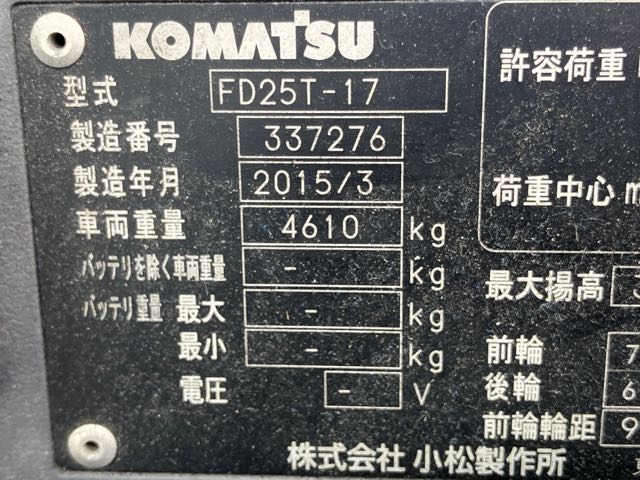 KOMATSU
型式 FD25T-17
製造番号 337276
製造年月 2015/3
車両重量 4610 kg
バッテリを除く車両重量 - kg
バッテリ重量 最大 - kg
最小 - kg
電圧 - V
株式会社 小松製作所
許容荷重
荷重中心 m
最大揚高
前輪 7
後輪 6
前輪輪距 9